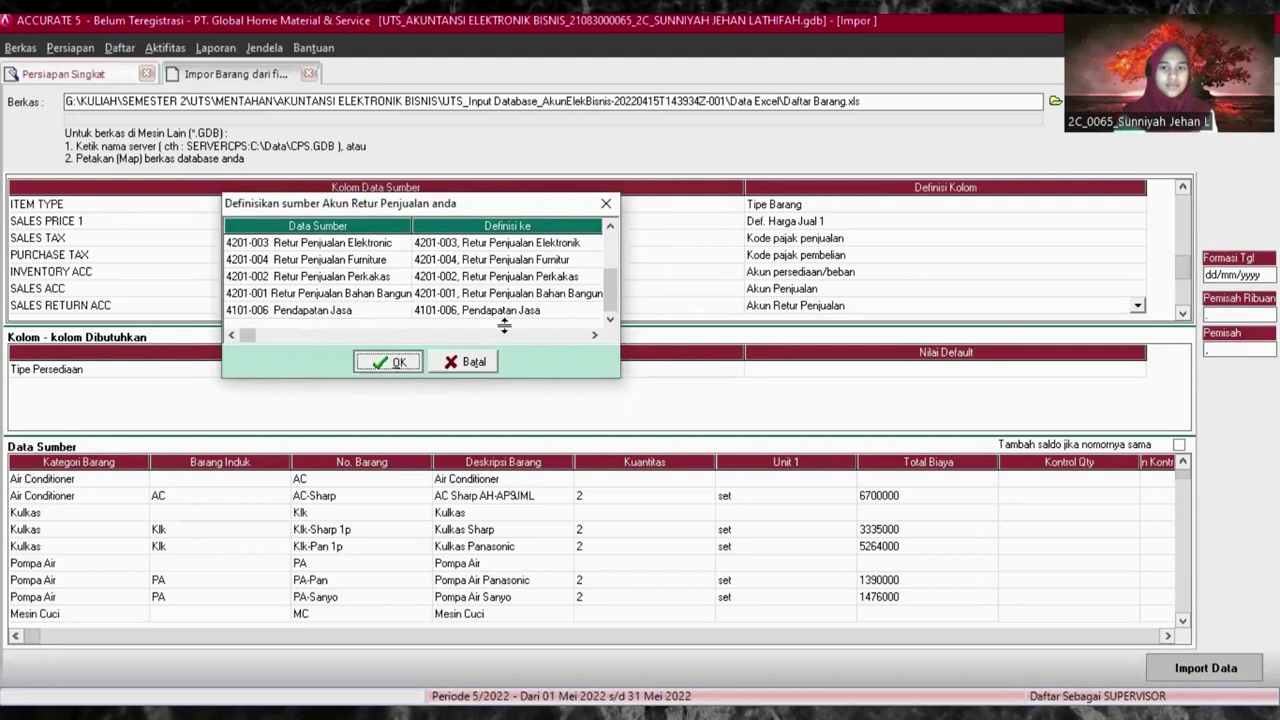 ACCURATE 5 - Belum Teregistrasi - PT. Global Home Material & Service [UTS_AKUNTANSI ELEKTRONIK BISNIS_21083000065_2C_SUNNIYAH JEHAN LATHIFAH.gdb] - [Impor ]
Berkas Persiapan Daftar Aktifitas Laporan Jendela Bantuan
Persiapan Singkat Impor Barang dari fi...
Berkas : G:\KULIAH\SEMESTER 2\UTS\MENTAHAN\AKUNTANSI ELEKTRONIK BISNIS\UTS_Input Database_AkunElekBisnis-20220415T143934Z-001\Data Excel\Daftar Barang.xls
2C_0065_Sunniyah Jehan L
Untuk berkas di Mesin Lain (*.GDB) :
1. Ketik nama server ( cth : SERVERCPS:C:\Data\CPS.GDB ), atau
2. Petakan (Map) berkas database anda
Kolom Data Sumber Definisi Kolom
ITEM TYPE Tipe Barang
SALES PRICE 1 Def. Harga Jual 1
SALES TAX Kode pajak penjualan
PURCHASE TAX Kode pajak pembelian
INVENTORY ACC Akun persediaan/beban
SALES ACC Akun Penjualan
SALES RETURN ACC Akun Retur Penjualan
Definisikan sumber Akun Retur Penjualan anda
Data Sumber Definisi ke
4201-003 Retur Penjualan Elektronic 4201-003, Retur Penjualan Elektronik
4201-004 Retur Penjualan Furniture 4201-004, Retur Penjualan Furnitur
4201-002 Retur Penjualan Perkakas 4201-002, Retur Penjualan Perkakas
4201-001 Retur Penjualan Bahan Bangun 4201-001, Retur Penjualan Bahan Bangun
4101-006 Pendapatan Jasa 4101-006, Pendapatan Jasa
OK Batal
Formasi Tgl
dd/mm/yyyy
Pemisah Ribuan
.
Pemisah
,
Kolom - kolom Dibutuhkan
Nilai Default
Tipe Persediaan
Data Sumber Tambah saldo jika nomornya sama
Kategori Barang Barang Induk No. Barang Deskripsi Barang Kuantitas Unit 1 Total Biaya Kontrol Qty n Kontr
Air Conditioner AC Air Conditioner
Air Conditioner AC AC-Sharp AC Sharp AH-AP9JML 2 set 6700000
Kulkas Klk Kulkas
Kulkas Klk Klk-Sharp 1p Kulkas Sharp 2 set 3335000
Kulkas Klk Klk-Pan 1p Kulkas Panasonic 2 set 5264000
Pompa Air PA Pompa Air
Pompa Air PA PA-Pan Pompa Air Panasonic 2 set 1390000
Pompa Air PA PA-Sanyo Pompa Air Sanyo 2 set 1476000
Mesin Cuci MC Mesin Cuci
Import Data
Periode 5/2022 - Dari 01 Mei 2022 s/d 31 Mei 2022 Daftar Sebagai SUPERVISOR